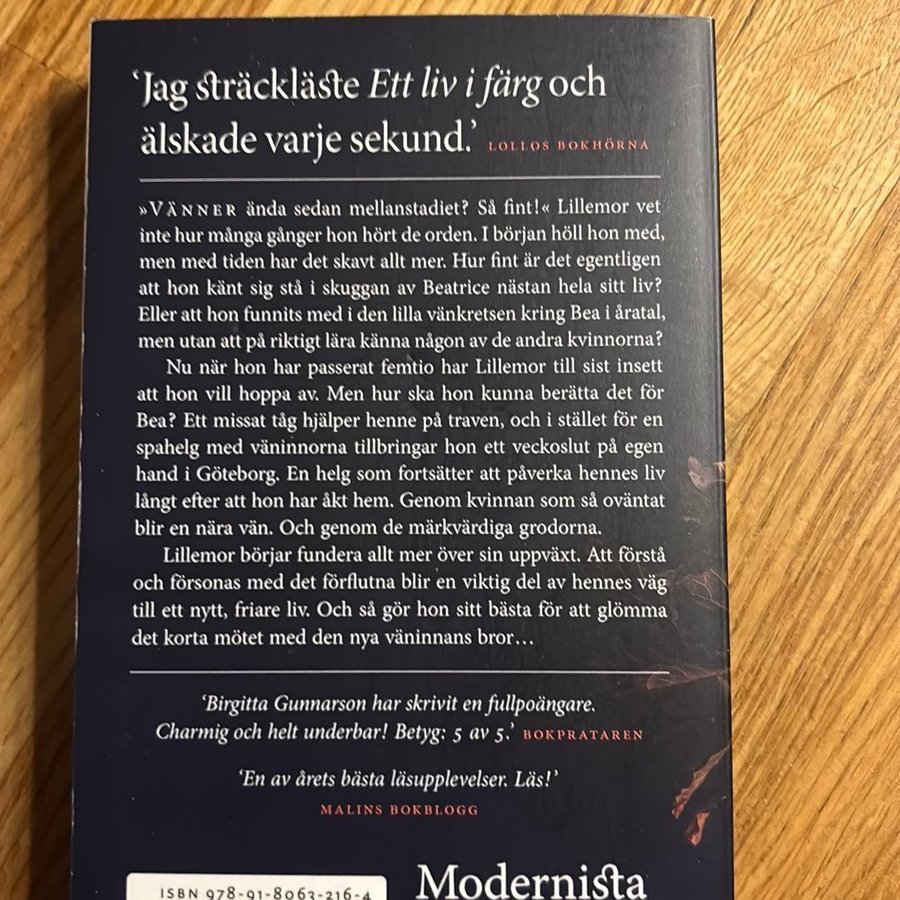 ‘Jag sträckläste Ett liv i färg och
älskade varje sekund.’ LOLLOS BOKHÖRNA
»VÄNNER ända sedan mellanstadiet? Så fint!« Lillemor vet
inte hur många gånger hon hört de orden. I början höll hon med,
men med tiden har det skavt allt mer. Hur fint är det egentligen
att hon känt sig stå i skuggan av Beatrice nästan hela sitt liv?
Eller att hon funnits med i den lilla vänkretsen kring Bea i åratal,
men utan att på riktigt lära känna någon av de andra kvinnorna?
Nu när hon har passerat femtio har Lillemor till sist insett
att hon vill hoppa av. Men hur ska hon kunna berätta det för
Bea? Ett missat tåg hjälper henne på traven, och i stället för en
spahelg med väninnorna tillbringar hon ett veckoslut på egen
hand i Göteborg. En helg som fortsätter att påverka hennes liv
långt efter att hon har åkt hem. Genom kvinnan som så oväntat
blir en nära vän. Och genom de märkvärdiga grodorna.
Lillemor börjar fundera allt mer över sin uppväxt. Att förstå
och försonas med det förflutna blir en viktig del av hennes väg
till ett nytt, friare liv. Och så gör hon sitt bästa för att glömma
det korta mötet med den nya väninnans bror…
‘Birgitta Gunnarson har skrivit en fullpoängare.
Charmig och helt underbar! Betyg: 5 av 5.’ BOKPRATAREN
‘En av årets bästa läsupplevelser. Läs!’
MALINS BOKBLOGG
ISBN 978-91-8063-216-4
Modernista